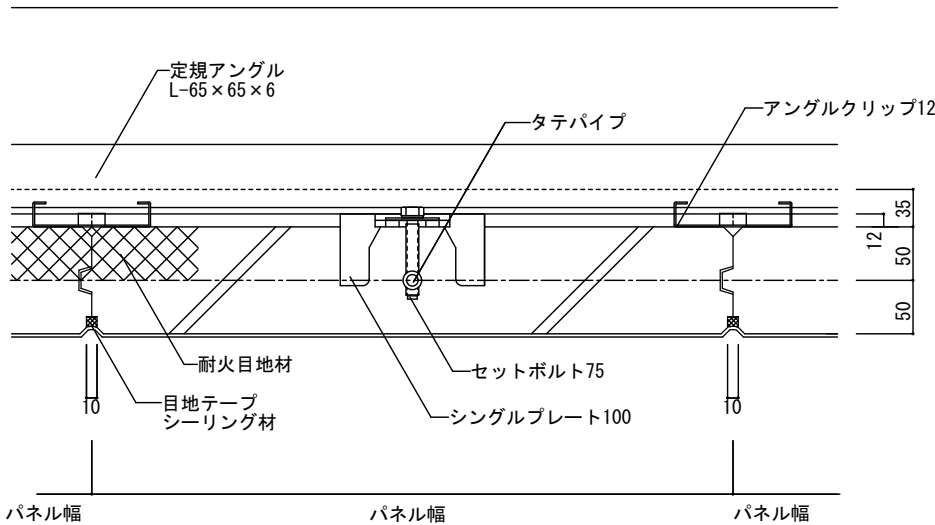 定規アングル
L-65×65×6
タテパイプ
アングルクリップ12
35
12
50
50
耐火目地材
セットボルト75
目地テープ
シーリング材
シングルプレート100
10
10
パネル幅
パネル幅
パネル幅